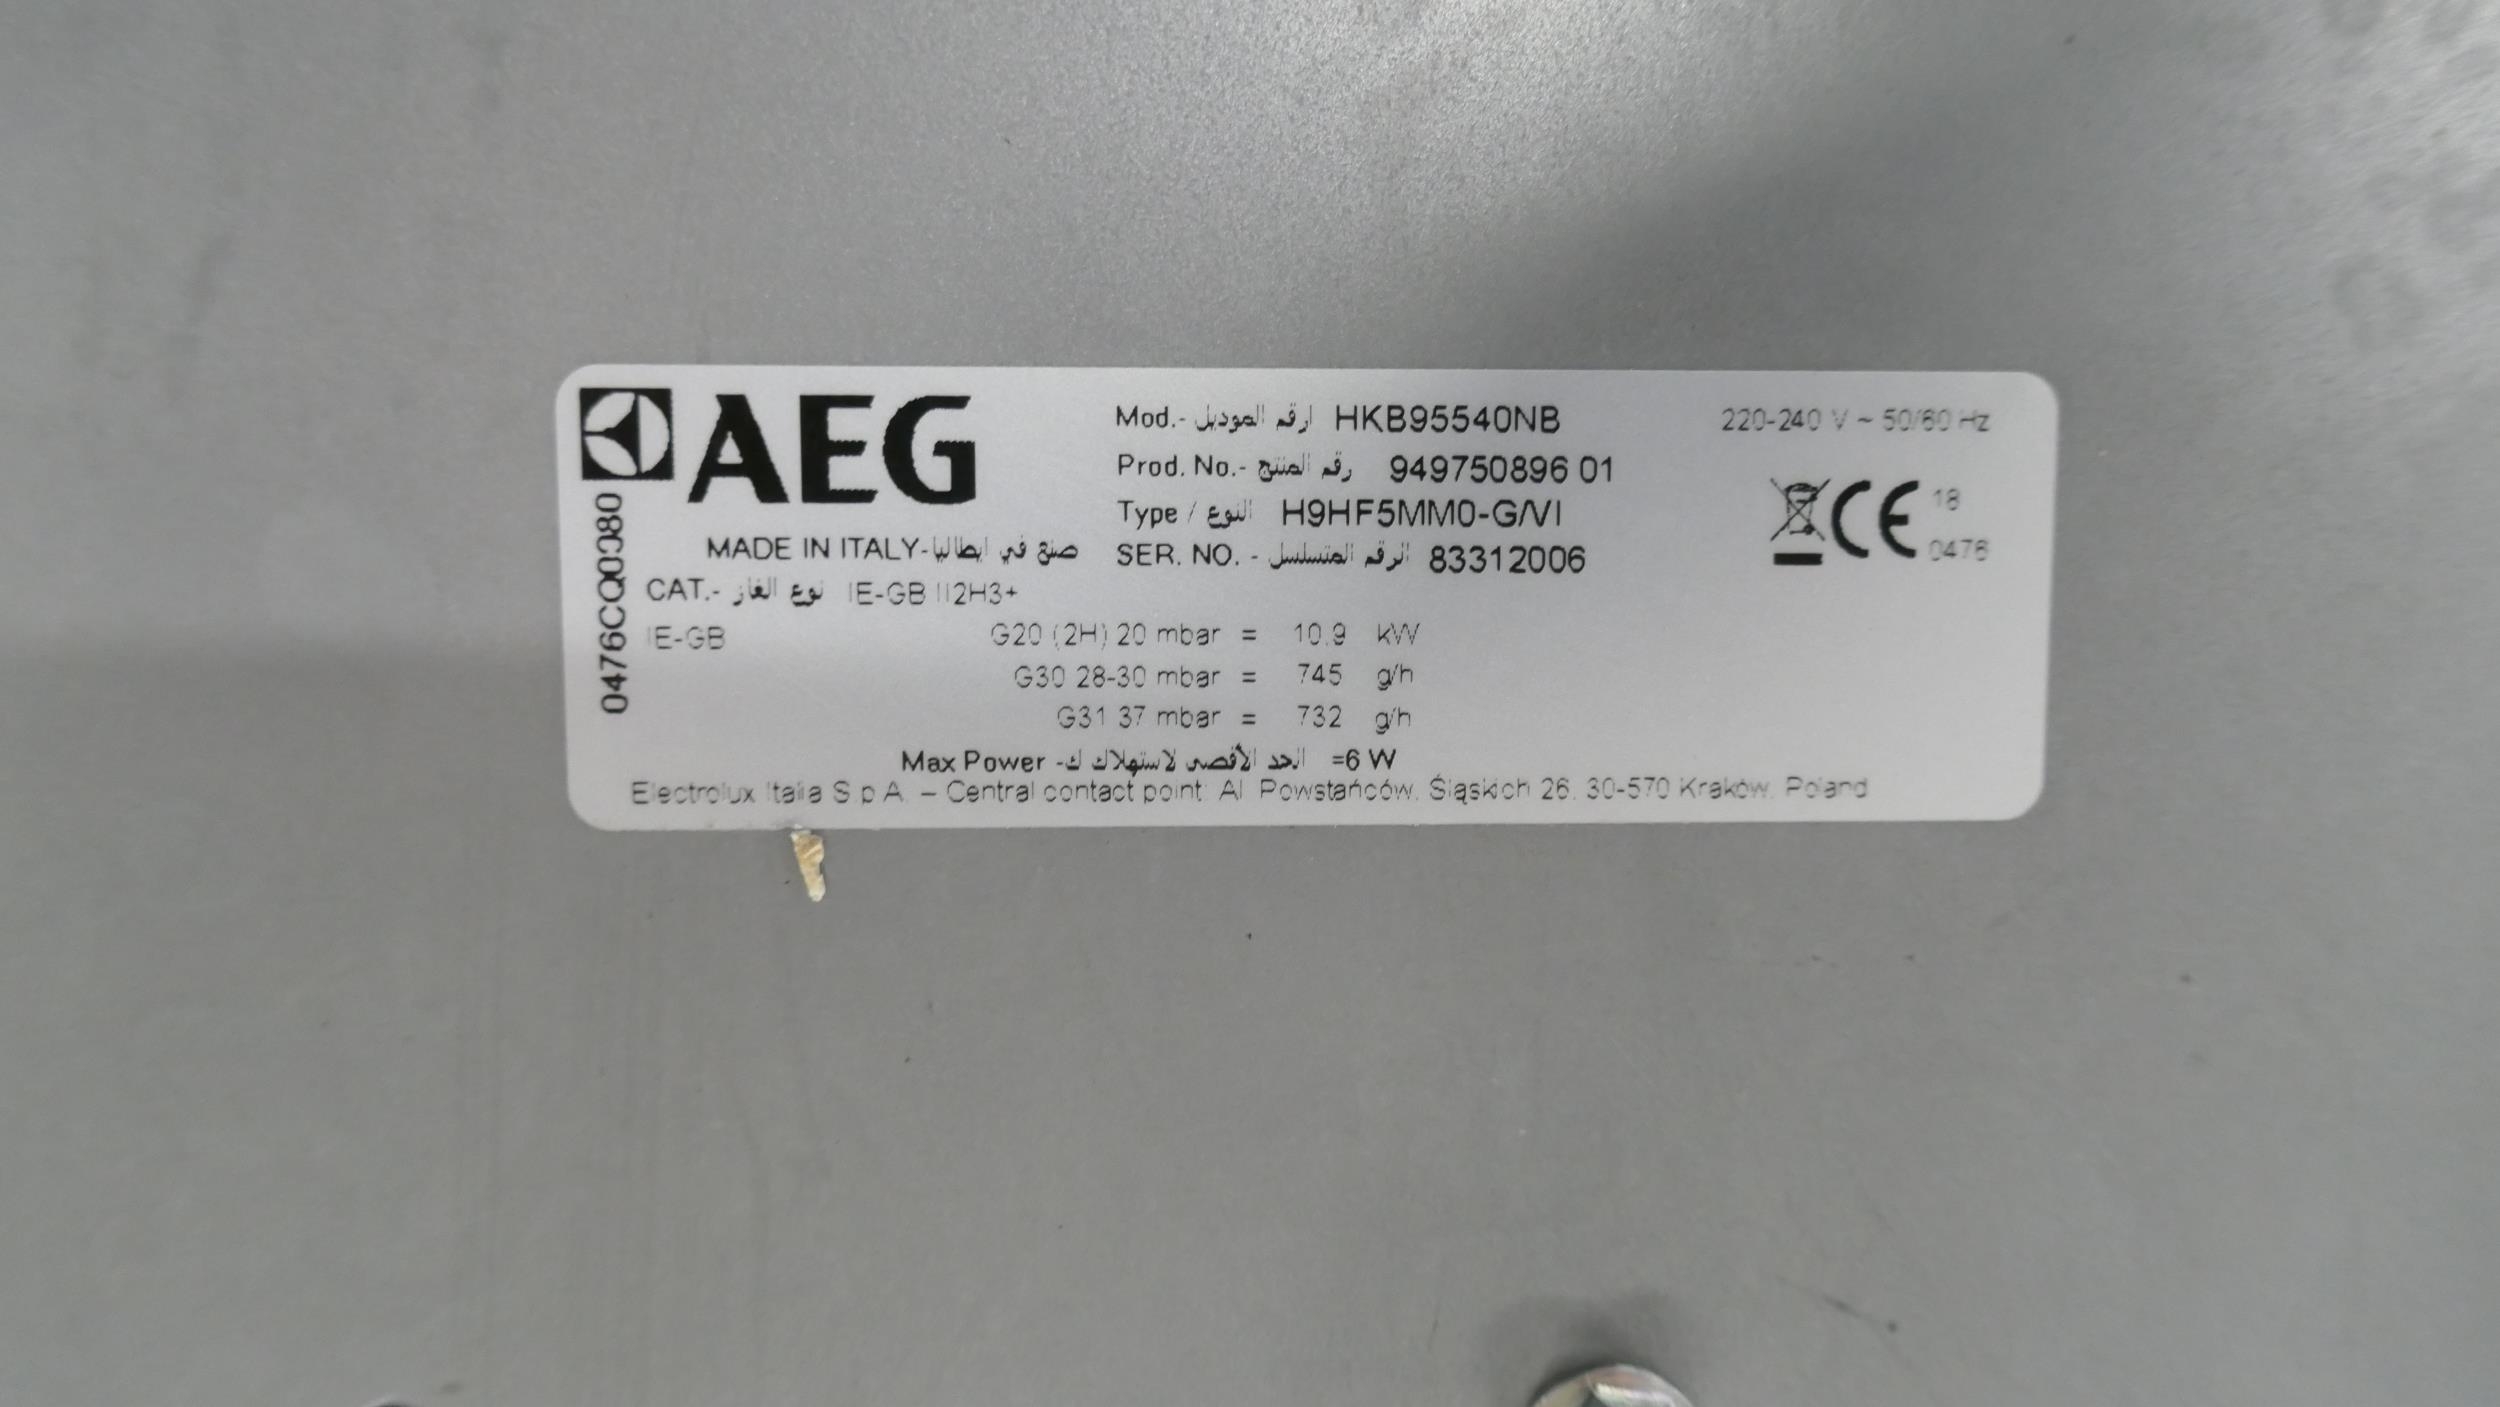 AEG
MADE IN ITALY-صنع في ايطاليا
Mod.- رقم الموديل HKB95540NB
Prod. No.- رقم المنتج 949750896 01
Type / النوع H9HF5MM0-G/VI
SER. NO. - الرقم المتسلسل 83312006
220-240 V ~ 50/60 Hz
CE 18
0476
0476CQ0080
CAT.- نوع الغاز IE-GB II2H3+
IE-GB G20 (2H) 20 mbar = 10.9 kW
G30 28-30 mbar = 745 g/h
G31 37 mbar = 732 g/h
Max Power -الحد الأقصى لاستهلاك ك =6 W
Electrolux Italia S.p.A. – Central contact point: Al. Powstańców. Śląskich 26. 30-570 Kraków. Poland